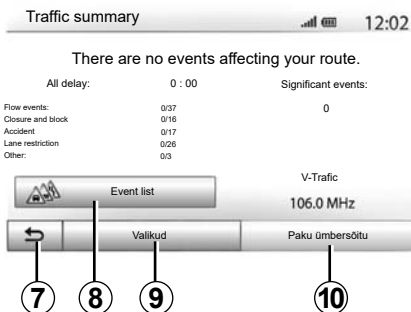 Traffic summary 12:02
There are no events affecting your route.
All delay: 0 : 00 Significant events:
Flow events: 0/37 0
Closure and block 0/16
Accident 0/17
Lane restriction 0/26
Other: 0/3
V-Trafic
Event list
106.0 MHz
Valikud Paku ümbersõitu
7 8 9 10